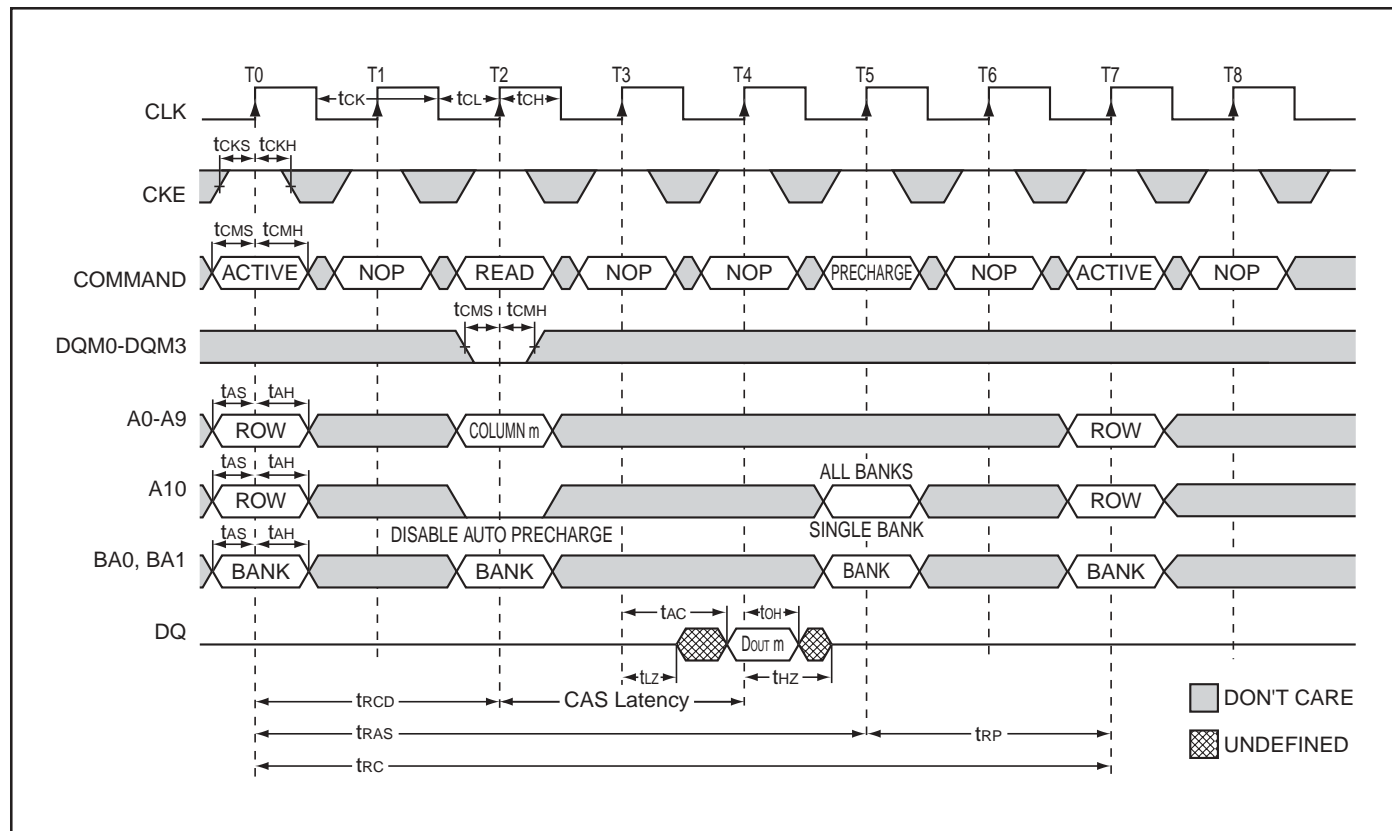 T0 T1 T2 T3 T4 T5 T6 T7 T8
tCK tCL tCH
CLK
tCKS tCKH
CKE
tCMS tCMH
COMMAND ACTIVE NOP READ NOP NOP PRECHARGE NOP ACTIVE NOP
tCMS tCMH
DQM0-DQM3
tAS tAH
A0-A9 ROW COLUMN m ROW
tAS tAH ALL BANKS
A10 ROW ROW
DISABLE AUTO PRECHARGE SINGLE BANK
tAS tAH
BA0, BA1 BANK BANK BANK BANK
tAC tOH
DQ DOUT m
tLZ tHZ
tRCD CAS Latency
DON'T CARE
tRAS tRP
UNDEFINED
tRC